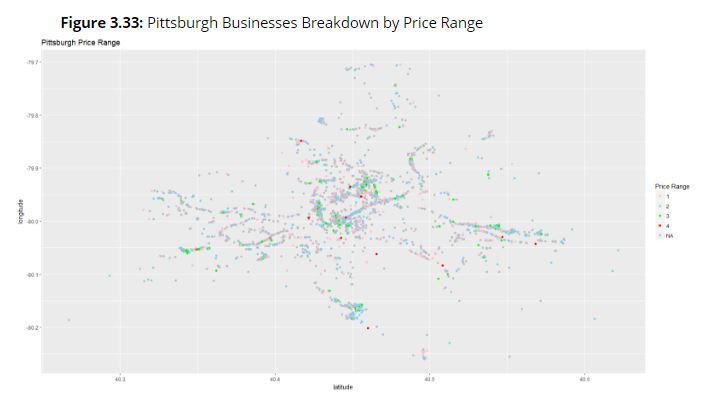 Figure 3.33: Pittsburgh Businesses Breakdown by Price Range
Pittsburgh Price Range
-79.7
-79.8
-79.9
-80.0
-80.1
-80.2
longitude
40.3
40.4
40.5
40.6
latitude
Price Range
1
2
3
4
NA